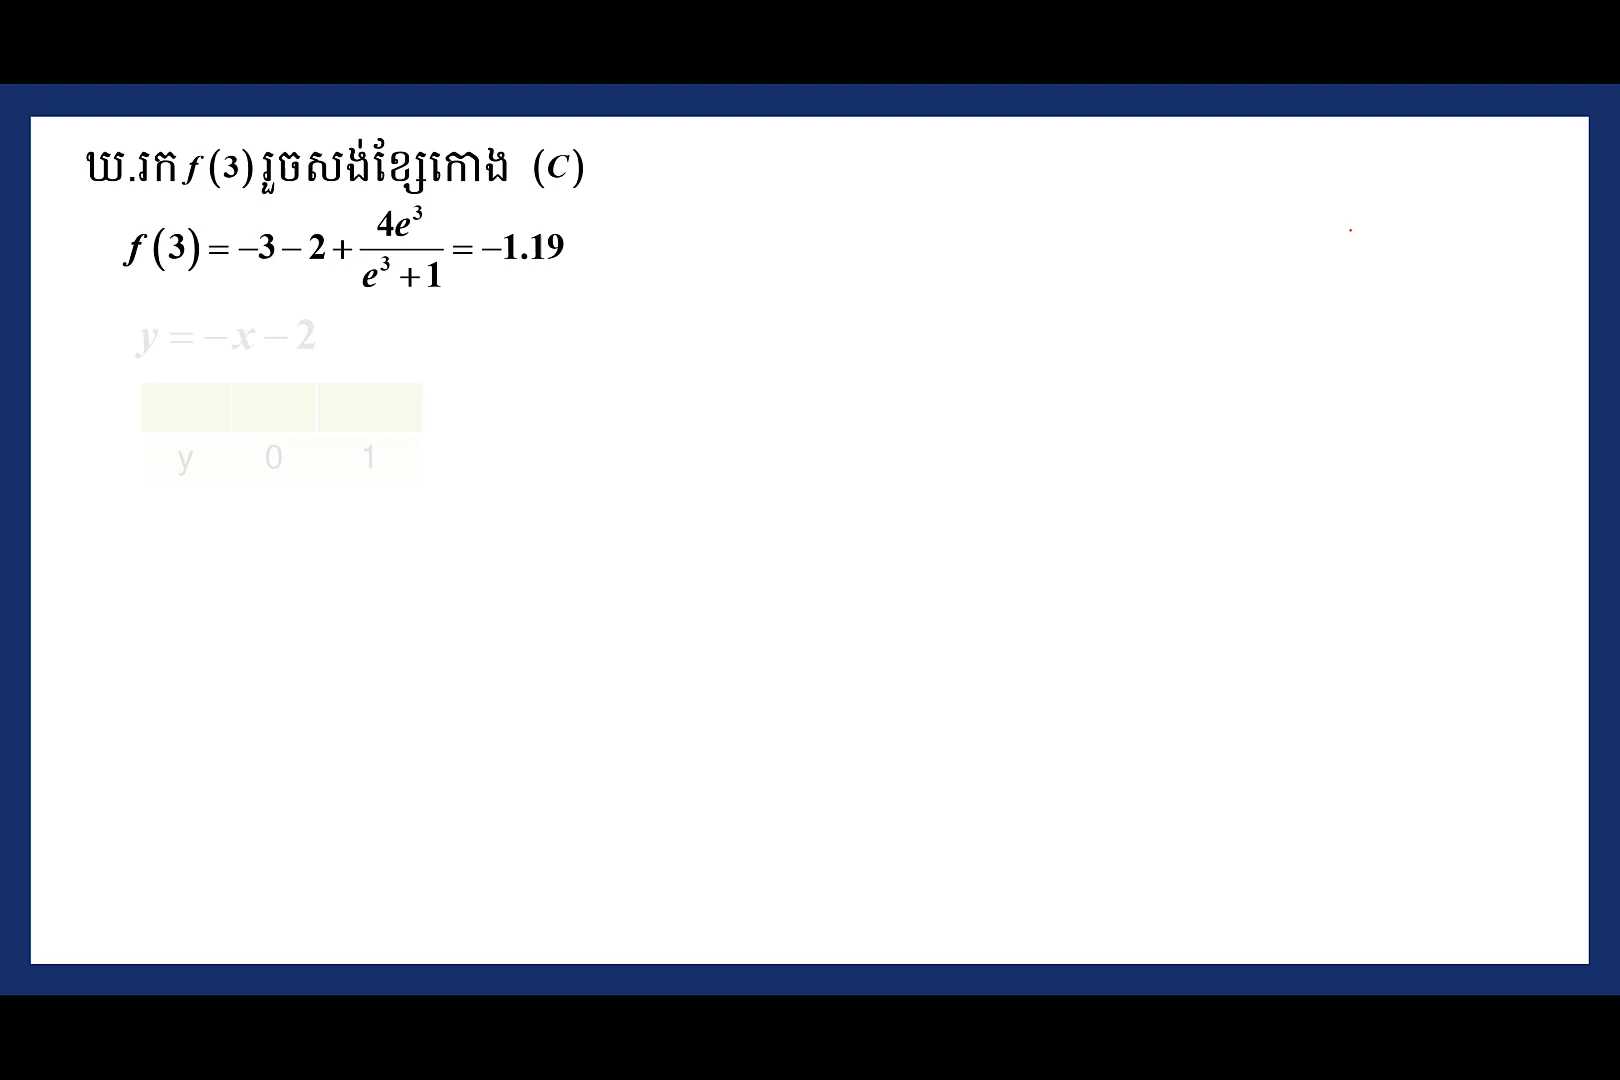 ឃ.រក f (3) រួចសង់ខ្សែកោង (C)
f (3) = −3 − 2 + 4e³ / (e³ + 1) = −1.19
y = −x − 2
y 0 1